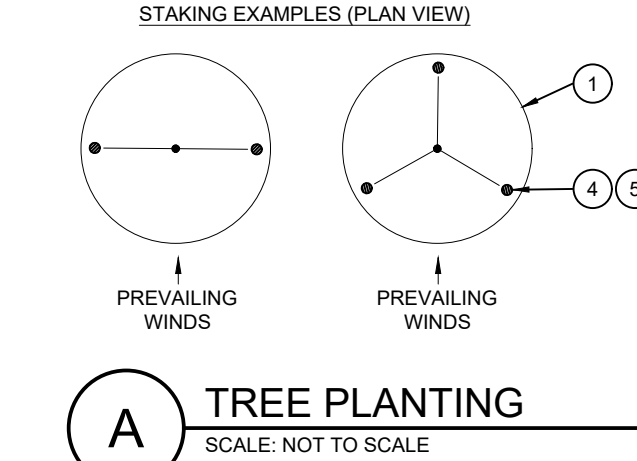 STAKING EXAMPLES (PLAN VIEW)
1
4 5
PREVAILING
WINDS
PREVAILING
WINDS
A
TREE PLANTING
SCALE: NOT TO SCALE